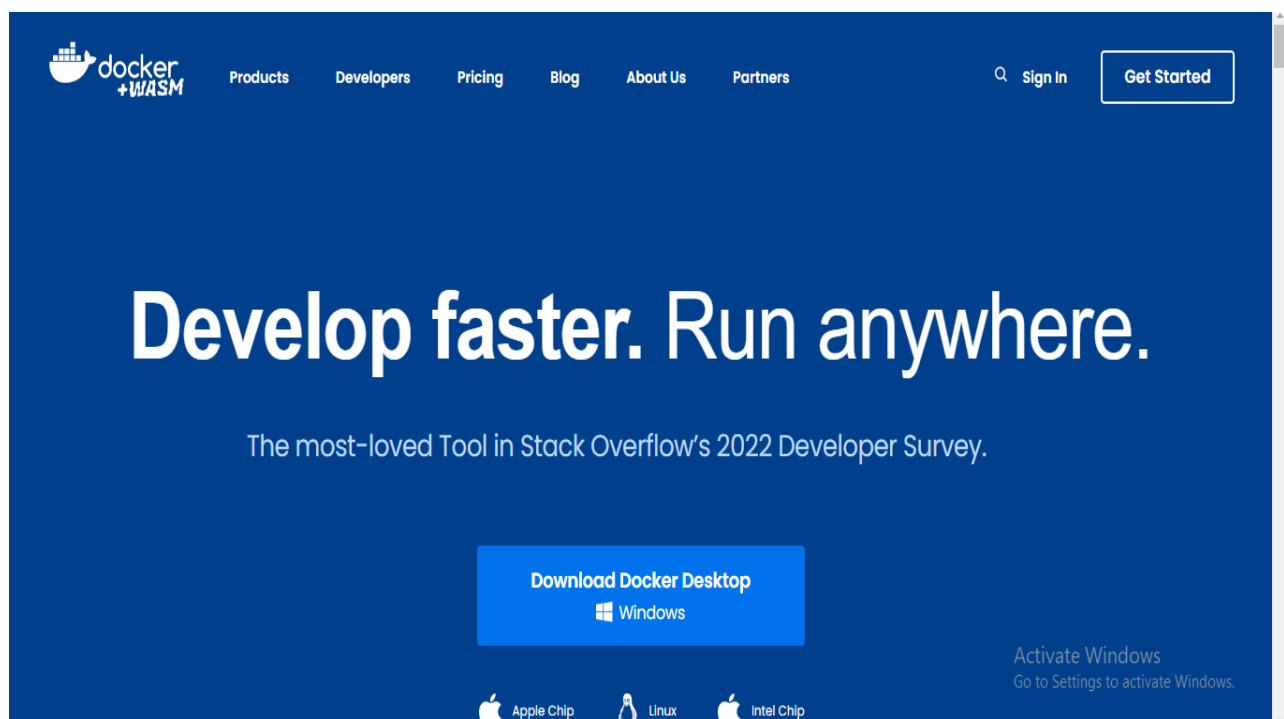 docker
+WASM
Products Developers Pricing Blog About Us Partners Sign In Get Started
Develop faster. Run anywhere.
The most-loved Tool in Stack Overflow's 2022 Developer Survey.
Download Docker Desktop
Windows
Activate Windows
Go to Settings to activate Windows.
Apple Chip Linux Intel Chip